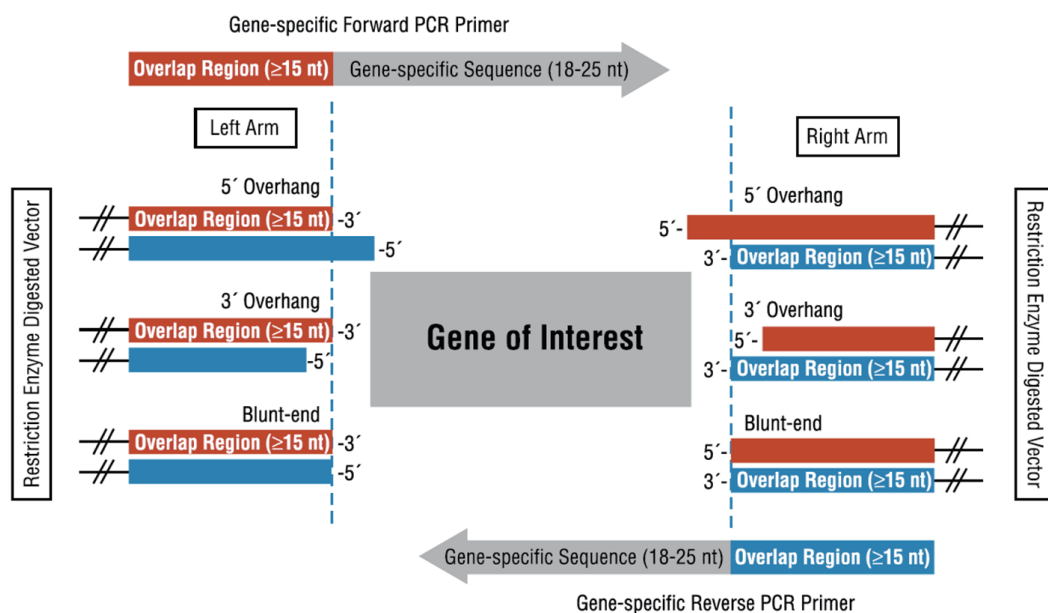 Gene-specific Forward PCR Primer
Overlap Region (≥15 nt)
Gene-specific Sequence (18-25 nt)
Left Arm
Right Arm
Restriction Enzyme Digested Vector
5´ Overhang
Overlap Region (≥15 nt)
-3´
-5´
3´ Overhang
Overlap Region (≥15 nt)
-3´
-5´
Blunt-end
Overlap Region (≥15 nt)
-3´
-5´
Gene of Interest
5´ Overhang
5´-
3´-
Overlap Region (≥15 nt)
3´ Overhang
5´-
3´-
Overlap Region (≥15 nt)
Blunt-end
5´-
3´-
Overlap Region (≥15 nt)
Restriction Enzyme Digested Vector
Gene-specific Sequence (18-25 nt)
Overlap Region (≥15 nt)
Gene-specific Reverse PCR Primer